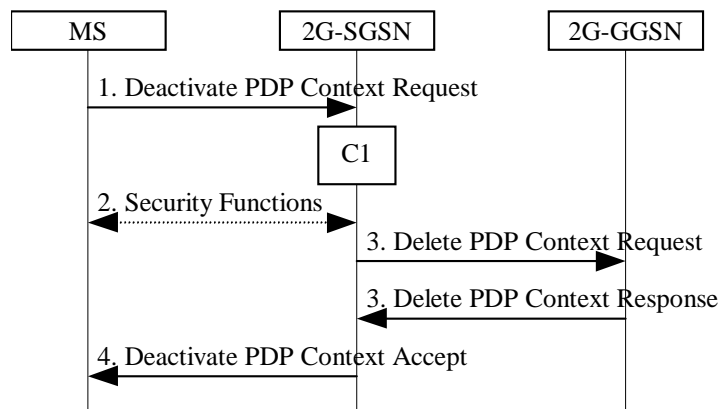 MS
2G-SGSN
2G-GGSN
1. Deactivate PDP Context Request
C1
2. Security Functions
3. Delete PDP Context Request
3. Delete PDP Context Response
4. Deactivate PDP Context Accept